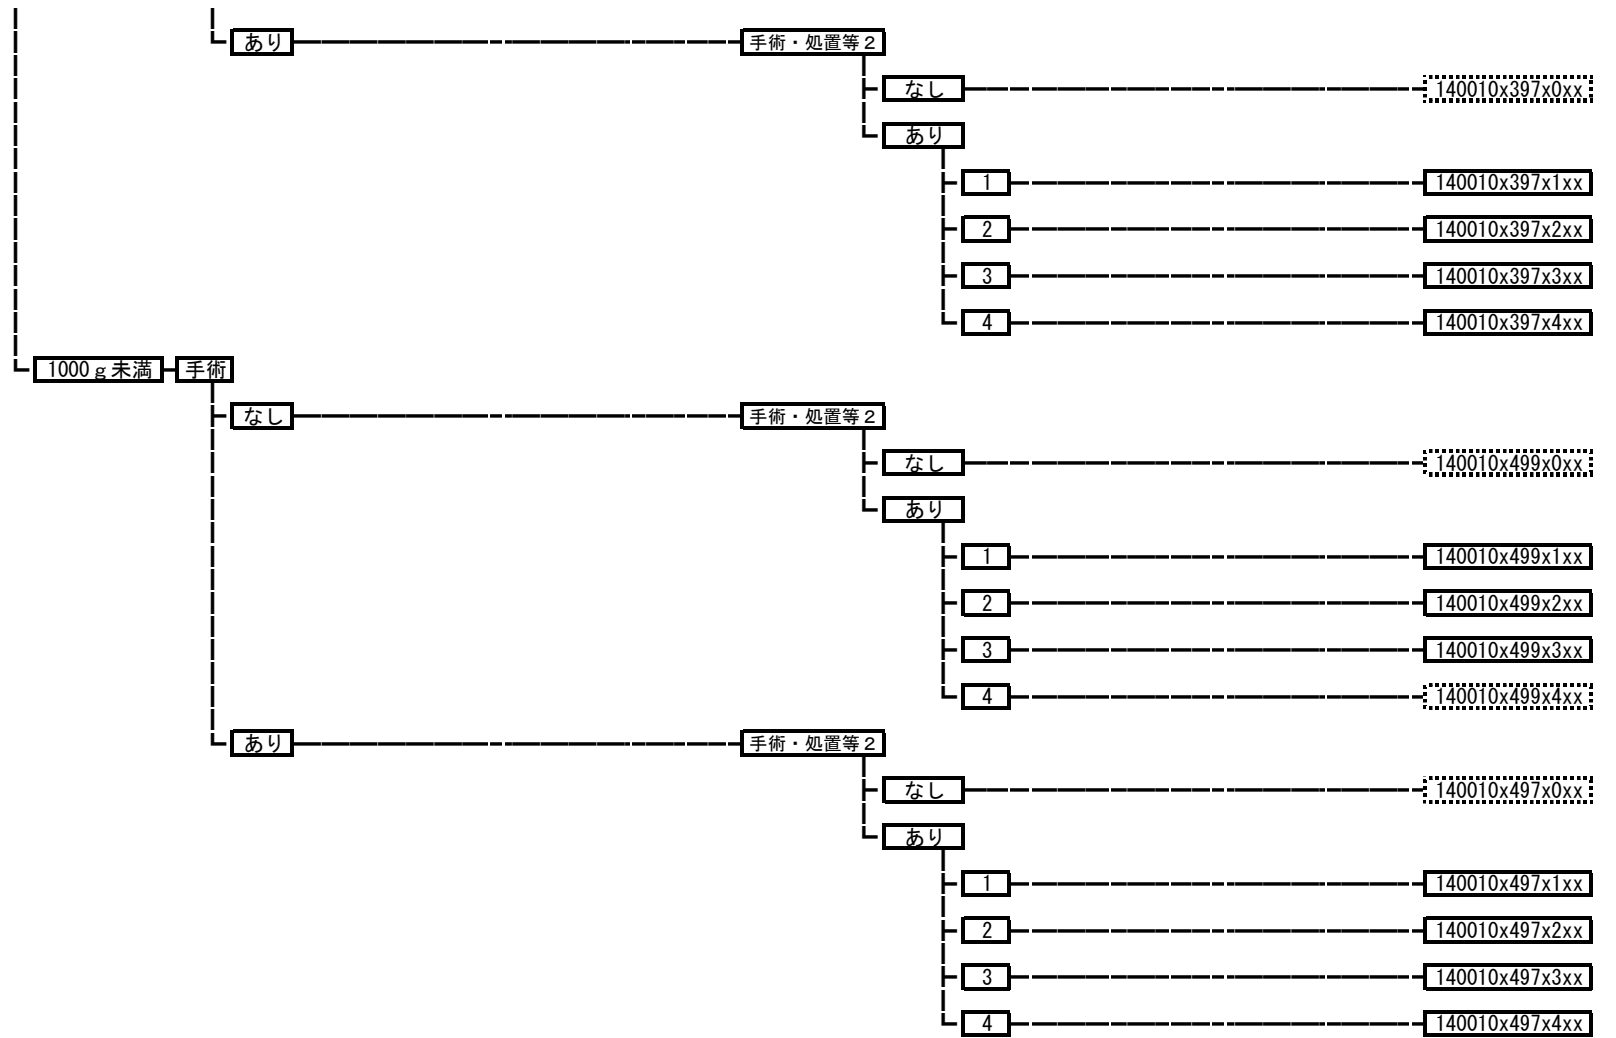 あり 手術・処置等２
なし 140010x397x0xx
あり
1 140010x397x1xx
2 140010x397x2xx
3 140010x397x3xx
4 140010x397x4xx
1000ｇ未満 手術
なし 手術・処置等２
なし 140010x499x0xx
あり
1 140010x499x1xx
2 140010x499x2xx
3 140010x499x3xx
4 140010x499x4xx
あり 手術・処置等２
なし 140010x497x0xx
あり
1 140010x497x1xx
2 140010x497x2xx
3 140010x497x3xx
4 140010x497x4xx